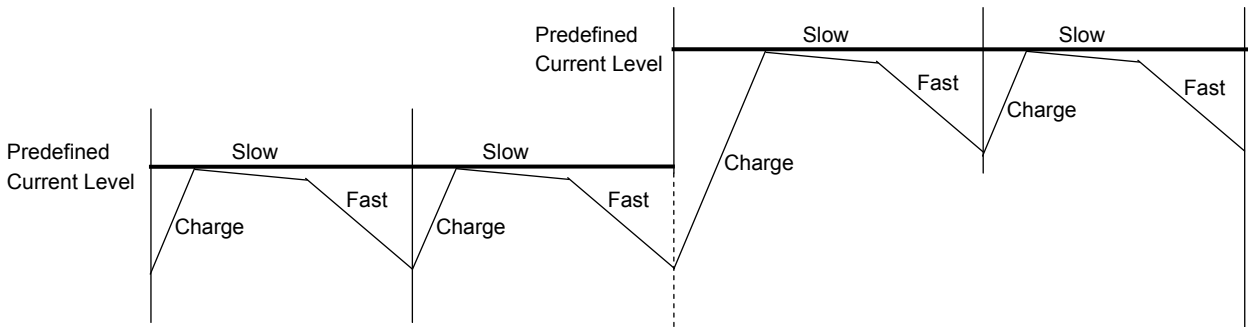 Predefined
Current Level
Slow
Slow
Fast
Fast
Charge
Charge
Predefined
Current Level
Slow
Slow
Fast
Fast
Charge
Charge